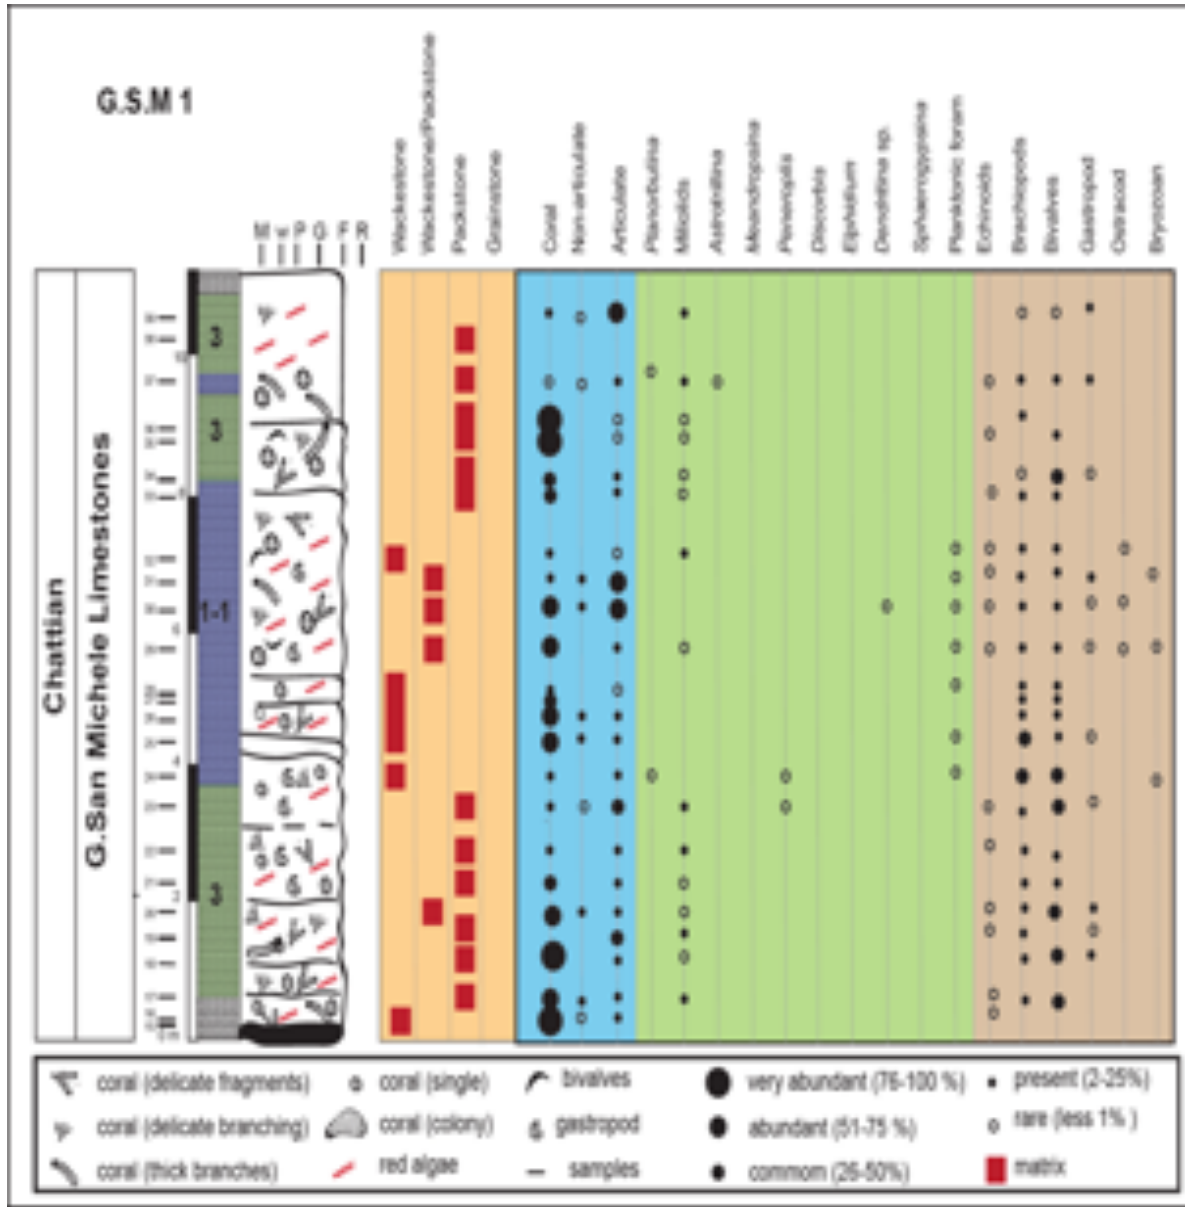 G.S.M 1
Wackestone
Wackestone/Packstone
Packstone
Grainstone
Coral
Non-articulate
Articulate
Planorbulina
Miliolids
Astrotrillina
Meandropsina
Peneroplis
Discorbis
Elphidium
Dendritina sp.
Sphaerogypsina
Planktonic foram
Echinoids
Brachiopods
Bivalves
Gastropod
Ostracod
Bryozoan
M
P
G
F
R
Chattian
G.San Michele Limestones
3
3
1-1
3
coral (delicate fragments)
coral (single)
bivalves
very abundant (76-100 %)
present (2-25%)
coral (delicate branching)
coral (colony)
gastropod
abundant (51-75 %)
rare (less 1% )
coral (thick branches)
red algae
samples
commom (26-50%)
matrix